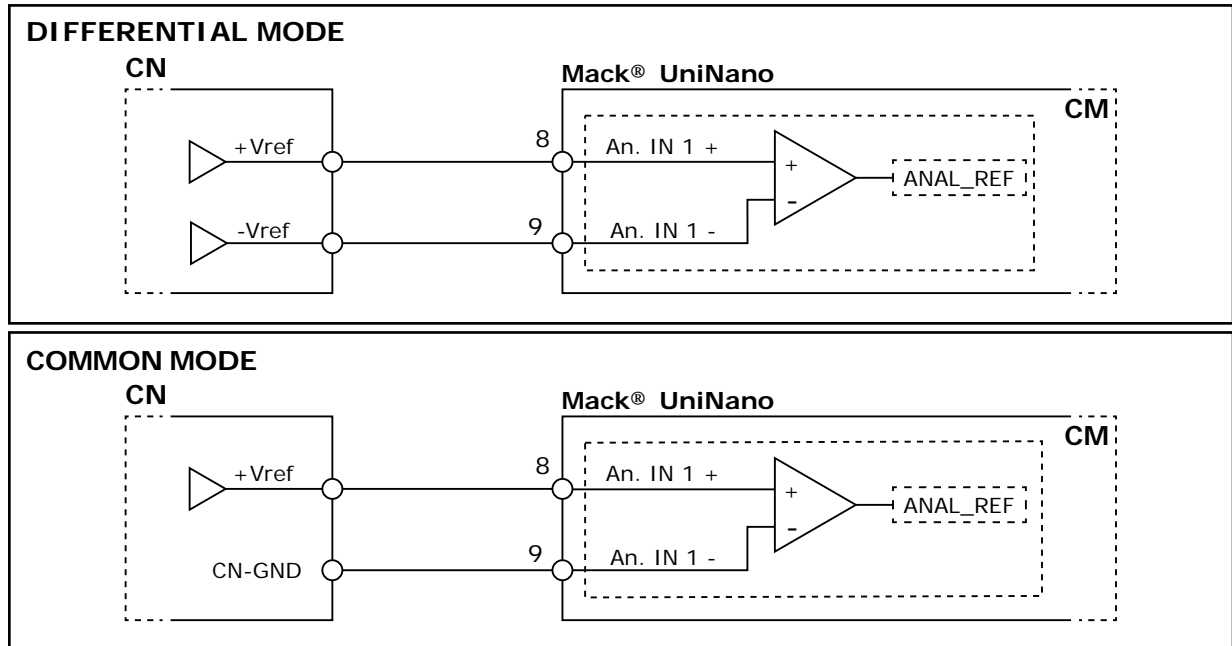 DIFFERENTIAL MODE
CN
Mack® UniNano
CM
+Vref
8
An. IN 1 +
+
ANAL_REF
-Vref
9
An. IN 1 -
-
COMMON MODE
CN
Mack® UniNano
CM
+Vref
8
An. IN 1 +
+
ANAL_REF
CN-GND
9
An. IN 1 -
-